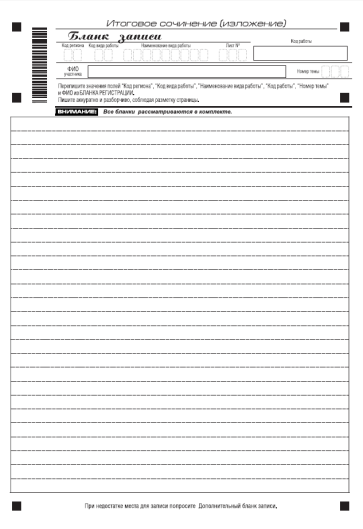 Итоговое сочинение (изложение)
Бланк записи
Код региона Код вида работы Наименование вида работы Лист № Код работы
ФИО участника Номер темы
Перепишите значения полей "Код региона", "Код вида работы", "Наименование вида работы", "Код работы", "Номер темы"
и ФИО из БЛАНКА РЕГИСТРАЦИИ.
Пишите аккуратно и разборчиво, соблюдая разметку страницы.
ВНИМАНИЕ! Все бланки рассматриваются в комплекте.
При недостатке места для записи попросите Дополнительный бланк записи.